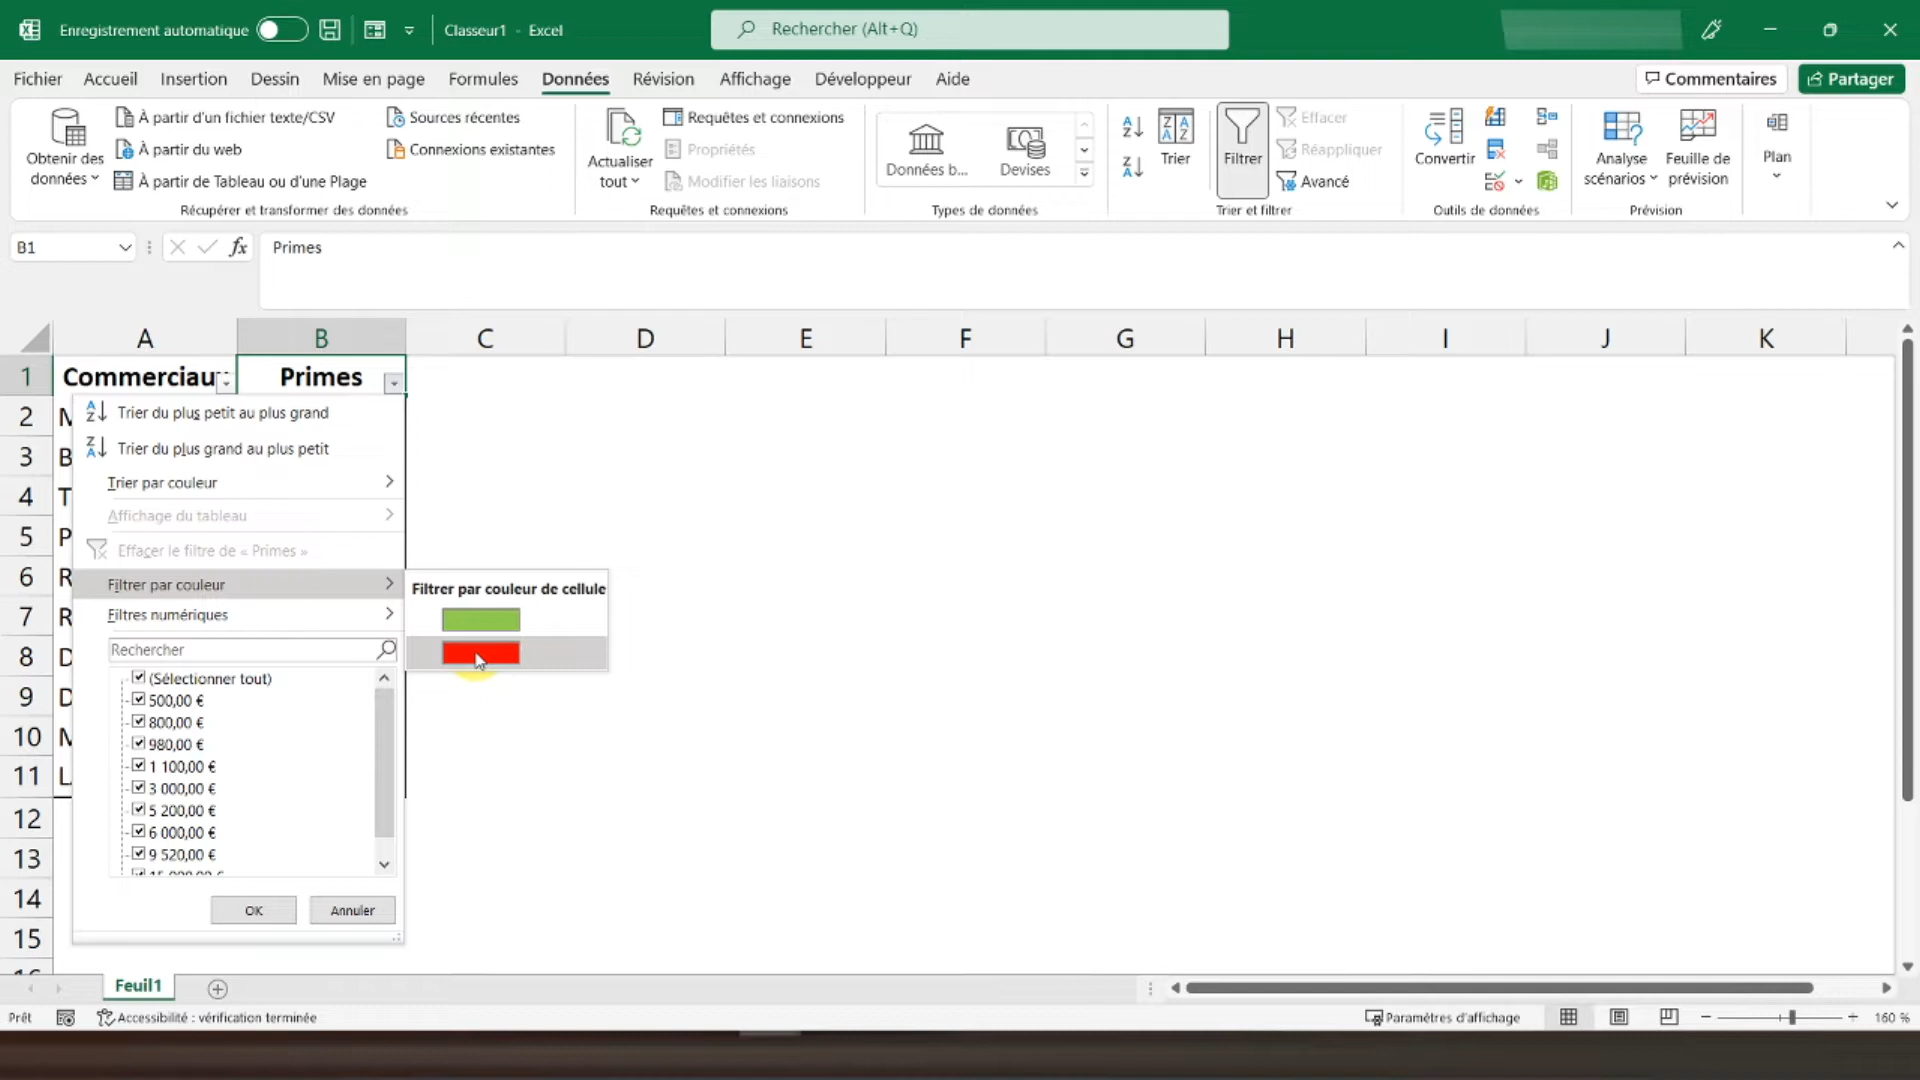 Enregistrement automatique
Classeur1 - Excel
Rechercher (Alt+Q)
Fichier Accueil Insertion Dessin Mise en page Formules Données Révision Affichage Développeur Aide
Commentaires
Partager
Obtenir des données
À partir d'un fichier texte/CSV
À partir du web
À partir de Tableau ou d'une Plage
Sources récentes
Connexions existantes
Récupérer et transformer des données
Actualiser tout
Requêtes et connexions
Propriétés
Modifier les liaisons
Requêtes et connexions
Données b...
Devises
Types de données
Trier
Filtrer
Effacer
Réappliquer
Avancé
Trier et filtrer
Convertir
Outils de données
Analyse scénarios
Feuille de prévision
Prévision
Plan
B1
fx
Primes
A B C D E F G H I J K
1 Commerciau Primes
2 M
3 B
4 T
5 P
6 R
7 R
8 D
9 D
10 M
11 L
12
13
14
15
Trier du plus petit au plus grand
Trier du plus grand au plus petit
Trier par couleur
Affichage du tableau
Effacer le filtre de « Primes »
Filtrer par couleur
Filtres numériques
Filtrer par couleur de cellule
Rechercher
(Sélectionner tout)
500,00 €
800,00 €
980,00 €
1 100,00 €
3 000,00 €
5 200,00 €
6 000,00 €
9 520,00 €
OK
Annuler
Feuil1
Prêt
Accessibilité : vérification terminée
Paramètres d'affichage
160 %